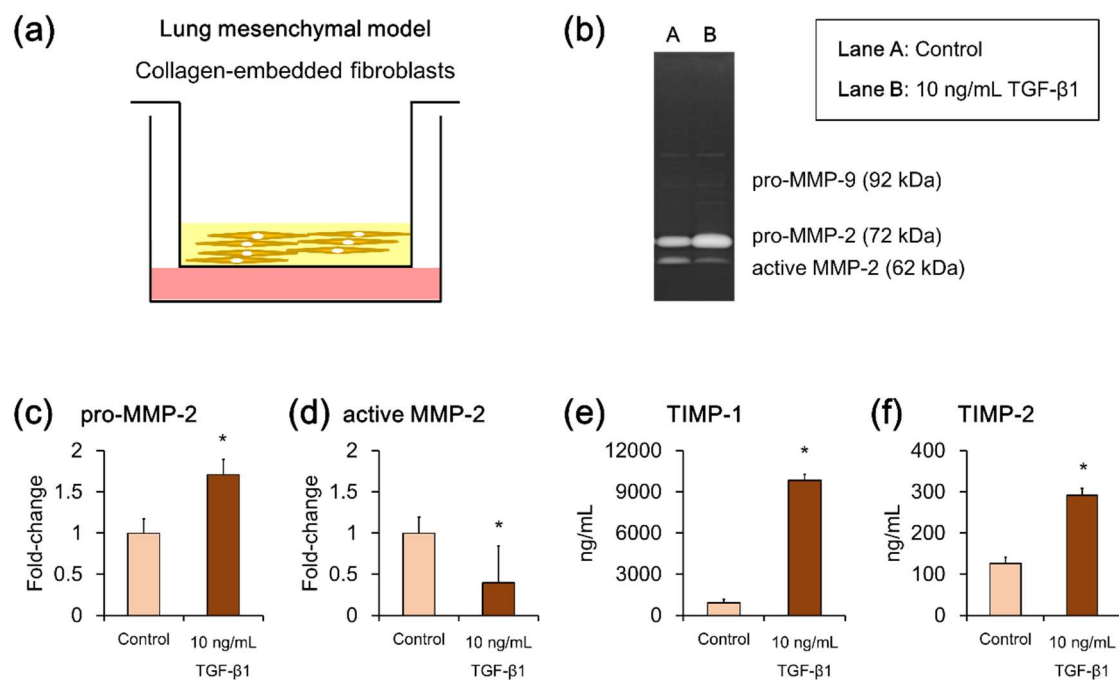 (a)
Lung mesenchymal model
Collagen-embedded fibroblasts
(b)
A B
Lane A: Control
Lane B: 10 ng/mL TGF-β1
pro-MMP-9 (92 kDa)
pro-MMP-2 (72 kDa)
active MMP-2 (62 kDa)
(c) pro-MMP-2
Fold-change
2
1.5
1
0.5
0
*
Control
10 ng/mL
TGF-β1
(d) active MMP-2
Fold-change
2
1.5
1
0.5
0
*
Control
10 ng/mL
TGF-β1
(e) TIMP-1
ng/mL
12000
9000
6000
3000
0
*
Control
10 ng/mL
TGF-β1
(f) TIMP-2
ng/mL
400
300
200
100
0
*
Control
10 ng/mL
TGF-β1